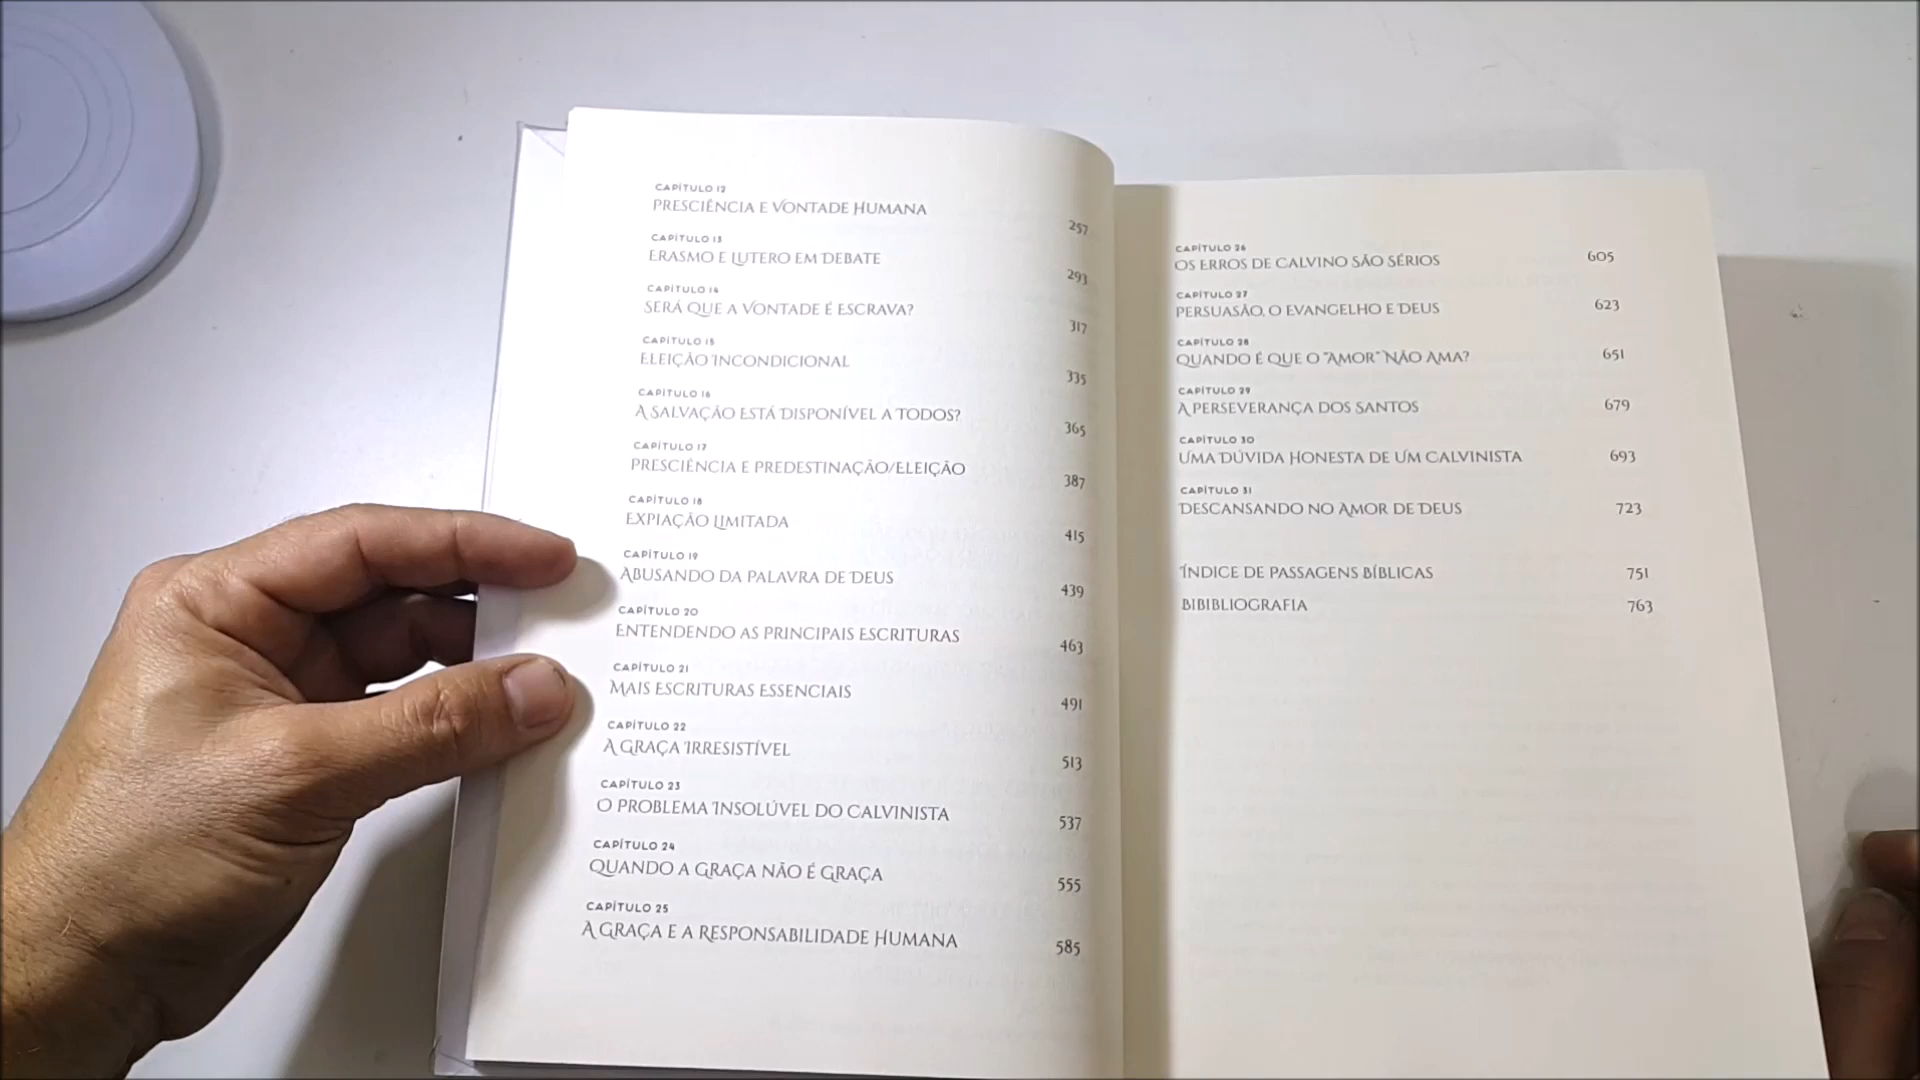 CAPÍTULO 12
PRESCIÊNCIA E VONTADE HUMANA 257
CAPÍTULO 13
ERASMO E LUTERO EM DEBATE 293
CAPÍTULO 14
SERÁ QUE A VONTADE É ESCRAVA? 317
CAPÍTULO 15
ELEIÇÃO INCONDICIONAL 335
CAPÍTULO 16
A SALVAÇÃO ESTÁ DISPONÍVEL A TODOS? 365
CAPÍTULO 17
PRESCIÊNCIA E PREDESTINAÇÃO/ELEIÇÃO 387
CAPÍTULO 18
EXPIAÇÃO LIMITADA 415
CAPÍTULO 19
ABUSANDO DA PALAVRA DE DEUS 439
CAPÍTULO 20
ENTENDENDO AS PRINCIPAIS ESCRITURAS 463
CAPÍTULO 21
MAIS ESCRITURAS ESSENCIAIS 491
CAPÍTULO 22
A GRAÇA IRRESISTÍVEL 513
CAPÍTULO 23
O PROBLEMA INSOLÚVEL DO CALVINISTA 537
CAPÍTULO 24
QUANDO A GRAÇA NÃO É GRAÇA 555
CAPÍTULO 25
A GRAÇA E A RESPONSABILIDADE HUMANA 585
CAPÍTULO 26
OS ERROS DE CALVINO SÃO SÉRIOS 605
CAPÍTULO 27
PERSUASÃO, O EVANGELHO E DEUS 623
CAPÍTULO 28
QUANDO É QUE O "AMOR" NÃO AMA? 651
CAPÍTULO 29
A PERSEVERANÇA DOS SANTOS 679
CAPÍTULO 30
UMA DÚVIDA HONESTA DE UM CALVINISTA 693
CAPÍTULO 31
DESCANSANDO NO AMOR DE DEUS 723
ÍNDICE DE PASSAGENS BÍBLICAS 751
BIBIBLIOGRAFIA 763